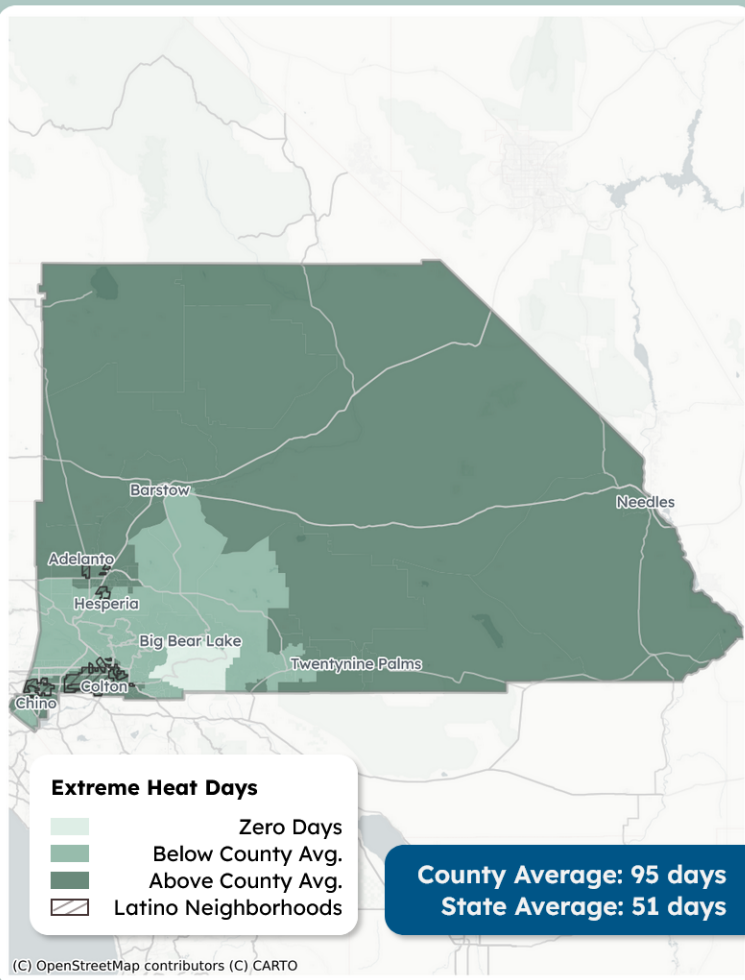 Barstow
Needles
Adelanto
Hesperia
Big Bear Lake
Twentynine Palms
Colton
Chino
Extreme Heat Days
Zero Days
Below County Avg.
Above County Avg.
Latino Neighborhoods
County Average: 95 days
State Average: 51 days
(C) OpenStreetMap contributors (C) CARTO